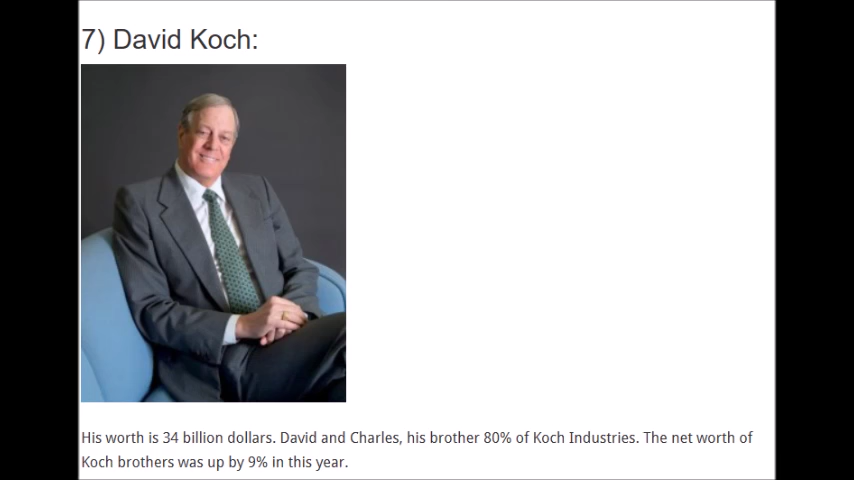 7) David Koch:
His worth is 34 billion dollars. David and Charles, his brother 80% of Koch Industries. The net worth of
Koch brothers was up by 9% in this year.